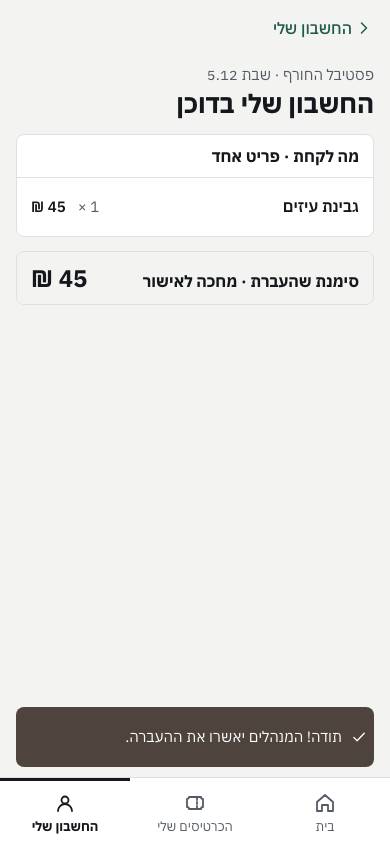 החשבון שלי
פסטיבל החורף · שבת 5.12
החשבון שלי בדוכן
מה לקחת · פריט אחד
גבינת עיזים 1 × 45 ₪
סימנת שהעברת · מחכה לאישור 45 ₪
תודה! המנהלים יאשרו את ההעברה.
בית הכרטיסים שלי החשבון שלי